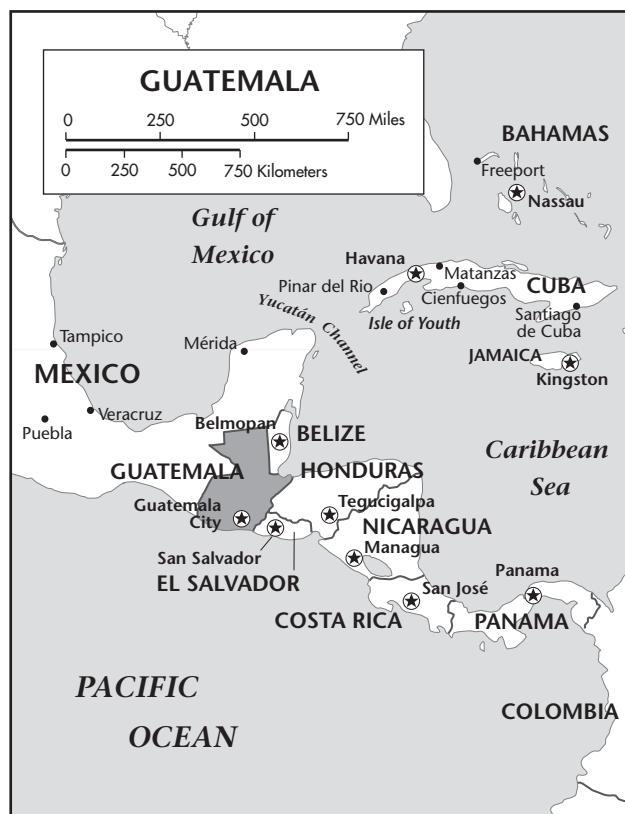 GUATEMALA
0 250 500 750 Miles
0 250 500 750 Kilometers
BAHAMAS
Freeport
Nassau
Gulf of
Mexico
Havana
Matanzas
Pinar del Rio
CUBA
Cienfuegos
Isle of Youth
Santiago
de Cuba
Yucatán Channel
Tampico
Mérida
JAMAICA
Kingston
MEXICO
Veracruz
Puebla
Belmopan
BELIZE
Caribbean
Sea
GUATEMALA
HONDURAS
Guatemala
City
Tegucigalpa
NICARAGUA
San Salvador
Managua
EL SALVADOR
Panama
San José
COSTA RICA
PANAMA
PACIFIC
OCEAN
COLOMBIA